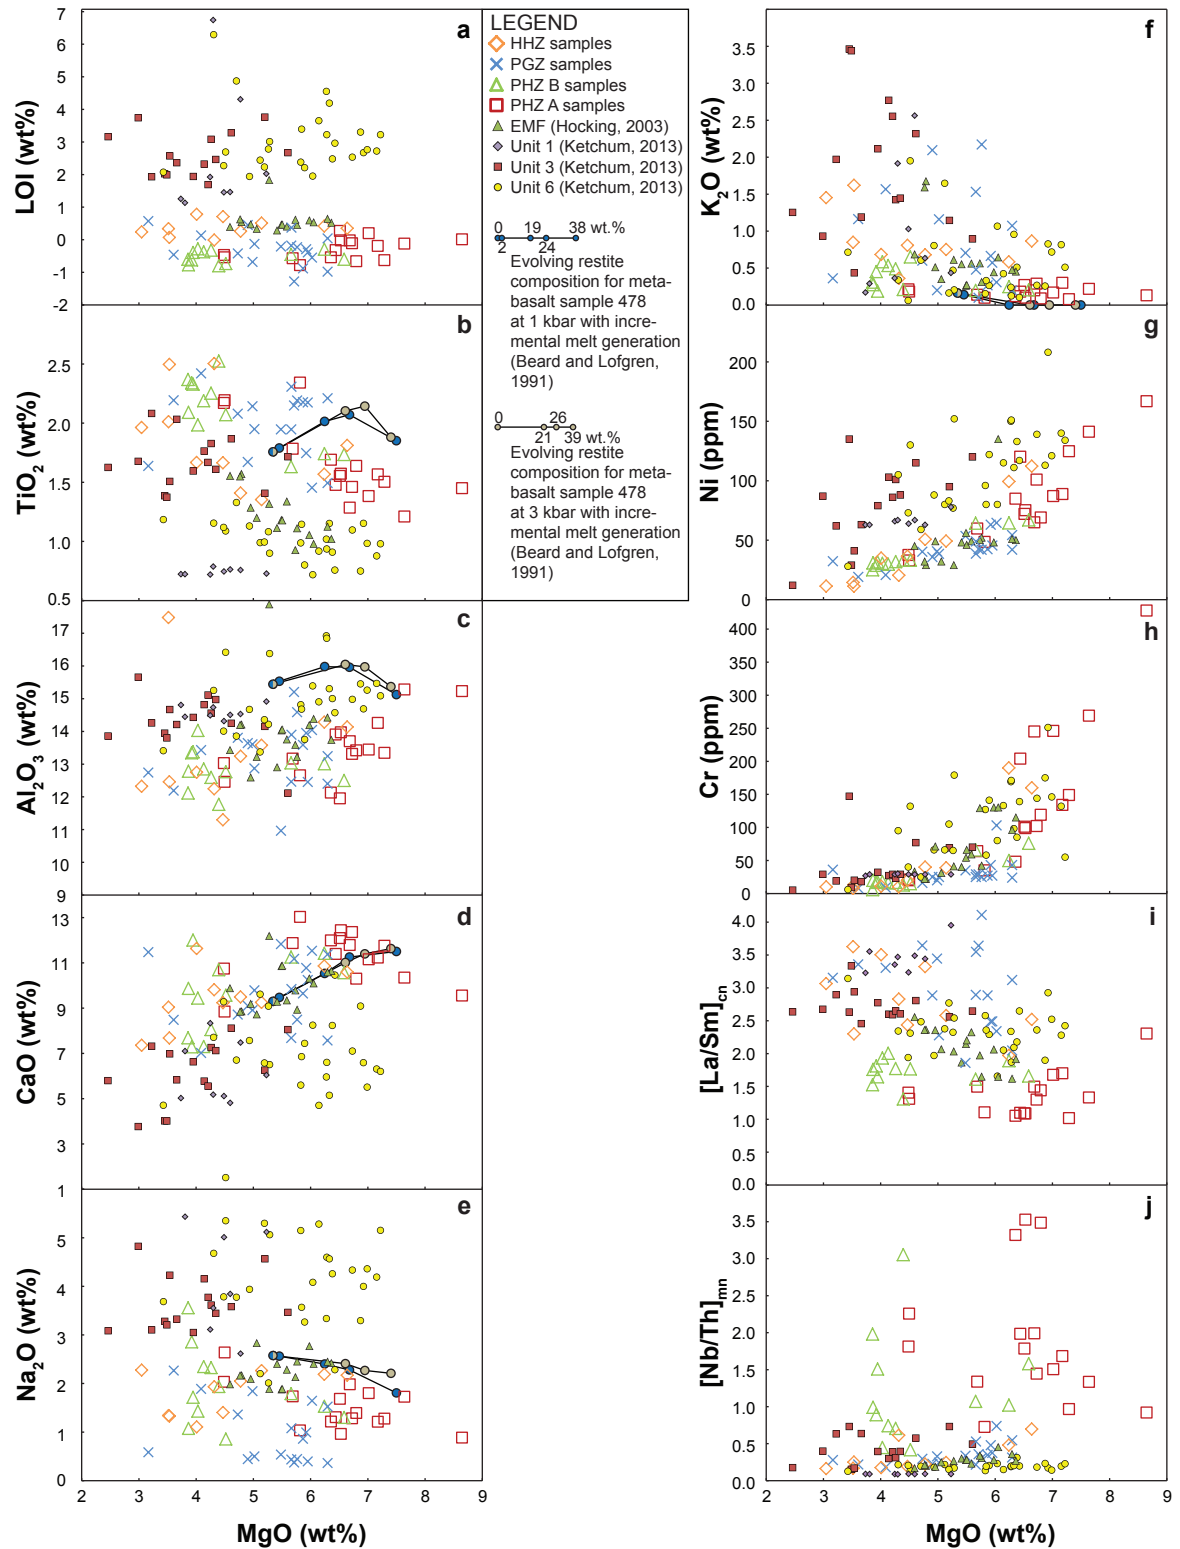 a
LOI (wt%)
7
6
5
4
3
2
1
0
-1
-2
b
TiO2 (wt%)
2.5
2.0
1.5
1.0
0.5
c
Al2O3 (wt%)
17
16
15
14
13
12
11
10
9
d
CaO (wt%)
13
11
9
7
5
3
1
e
Na2O (wt%)
5
4
3
2
1
0
2 3 4 5 6 7 8 9
MgO (wt%)
LEGEND
HHZ samples
PGZ samples
PHZ B samples
PHZ A samples
EMF (Hocking, 2003)
Unit 1 (Ketchum, 2013)
Unit 3 (Ketchum, 2013)
Unit 6 (Ketchum, 2013)
0 19 38 wt.%
2 24
Evolving restite
composition for meta-
basalt sample 478
at 1 kbar with incre-
mental melt generation
(Beard and Lofgren,
1991)
0 26
21 39 wt.%
Evolving restite
composition for meta-
basalt sample 478
at 3 kbar with incre-
mental melt generation
(Beard and Lofgren,
1991)
f
K2O (wt%)
3.5
3.0
2.5
2.0
1.5
1.0
0.5
0.0
g
Ni (ppm)
200
150
100
50
0
h
Cr (ppm)
400
350
300
250
200
150
100
50
0
i
[La/Sm]cn
4.0
3.5
3.0
2.5
2.0
1.5
1.0
0.5
0.0
j
[Nb/Th]mn
3.5
3.0
2.5
2.0
1.5
1.0
0.5
0.0
2 3 4 5 6 7 8 9
MgO (wt%)